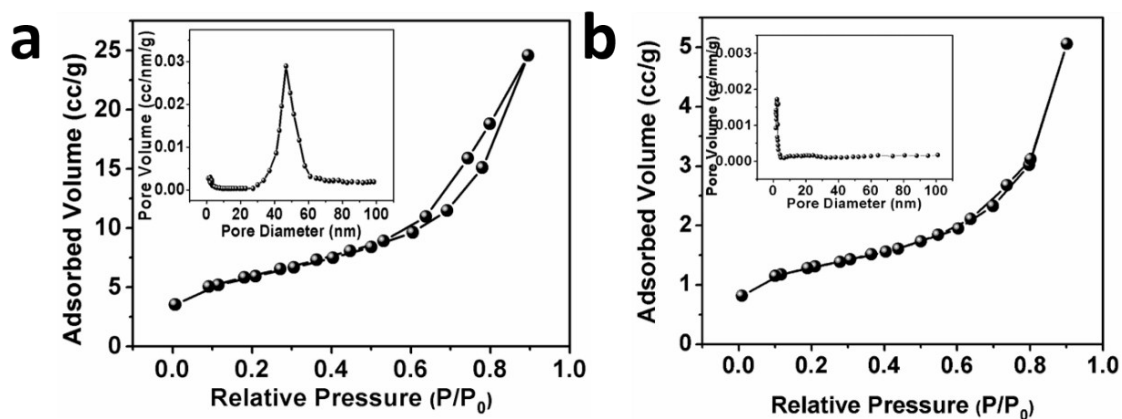 a
Adsorbed Volume (cc/g)
25
20
15
10
5
0
0.0 0.2 0.4 0.6 0.8 1.0
Relative Pressure (P/P0)
Pore Volume (cc/nm/g)
0.03
0.02
0.01
0.00
0 20 40 60 80 100
Pore Diameter (nm)
b
Adsorbed Volume (cc/g)
5
4
3
2
1
0
0.0 0.2 0.4 0.6 0.8 1.0
Relative Pressure (P/P0)
Pore Volume (cc/nm/g)
0.003
0.002
0.001
0.000
0 20 40 60 80 100
Pore Diameter (nm)